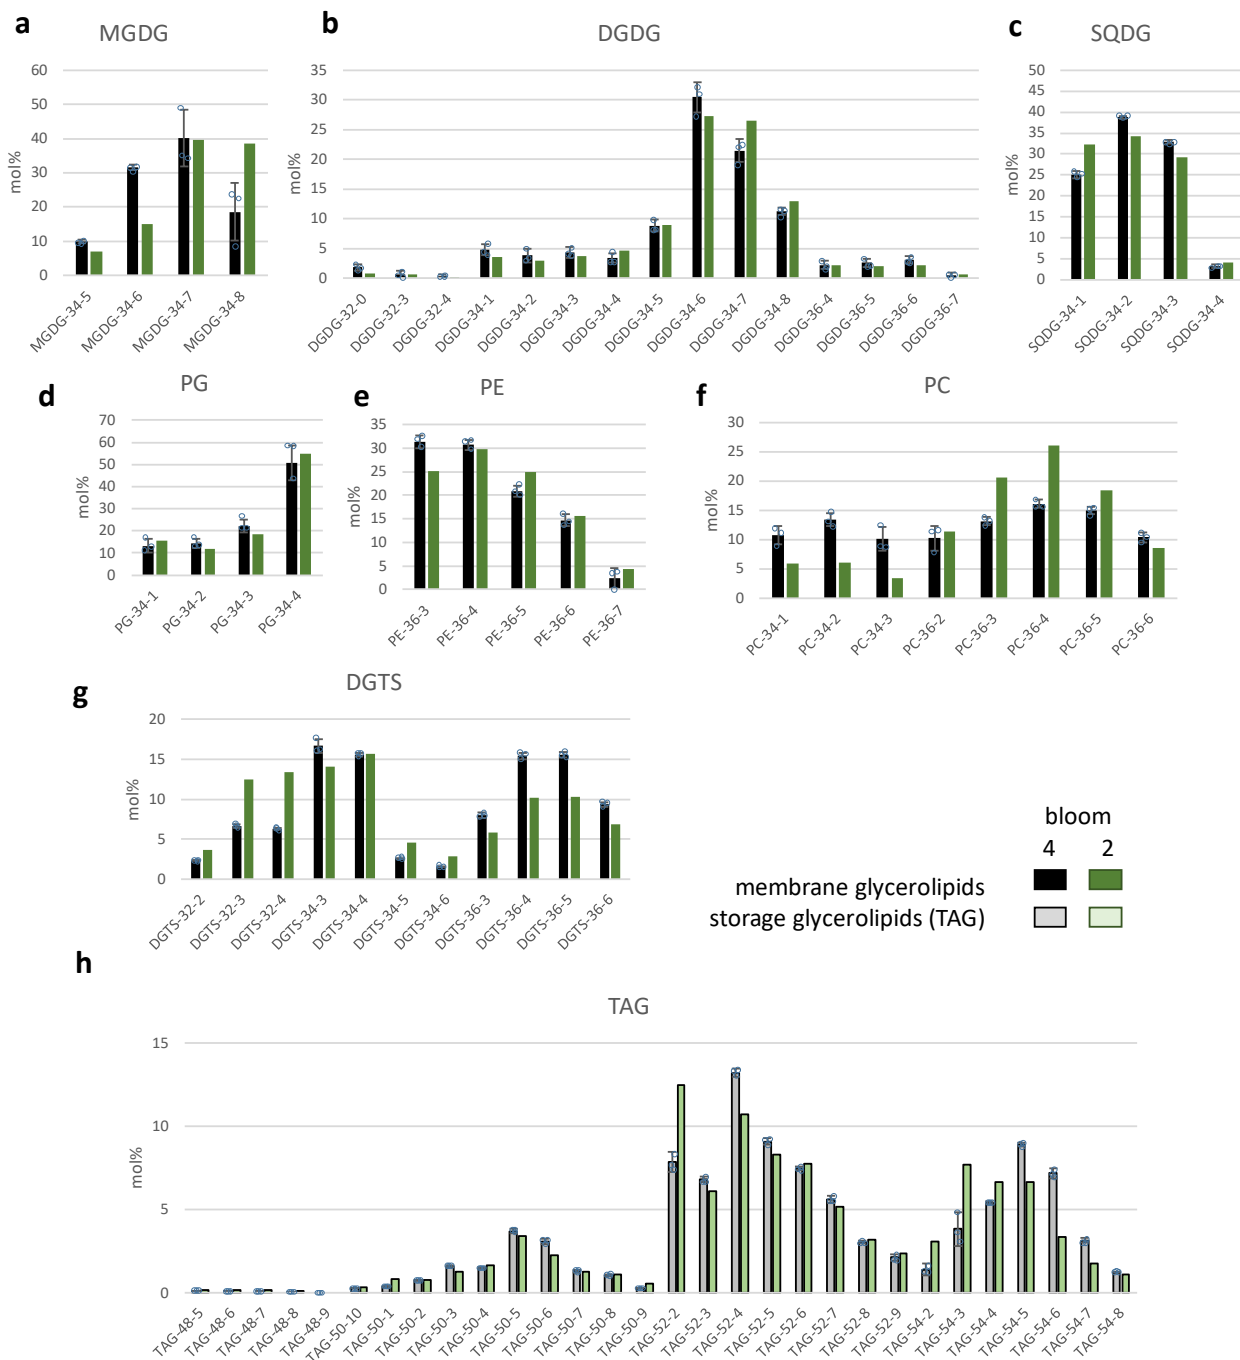 a
MGDG
60
50
40
30
20
10
0
mol%
MGDG-34-5
MGDG-34-6
MGDG-34-7
MGDG-34-8
b
DGDG
35
30
25
20
15
10
5
0
mol%
DGDG-32-0
DGDG-32-3
DGDG-32-4
DGDG-34-1
DGDG-34-2
DGDG-34-3
DGDG-34-4
DGDG-34-5
DGDG-34-6
DGDG-34-7
DGDG-34-8
DGDG-36-4
DGDG-36-5
DGDG-36-6
DGDG-36-7
c
SQDG
50
45
40
35
30
25
20
15
10
5
0
mol%
SQDG-34-1
SQDG-34-2
SQDG-34-3
SQDG-34-4
d
PG
70
60
50
40
30
20
10
0
mol%
PG-34-1
PG-34-2
PG-34-3
PG-34-4
e
PE
35
30
25
20
15
10
5
0
mol%
PE-36-3
PE-36-4
PE-36-5
PE-36-6
PE-36-7
f
PC
30
25
20
15
10
5
0
mol%
PC-34-1
PC-34-2
PC-34-3
PC-36-2
PC-36-3
PC-36-4
PC-36-5
PC-36-6
g
DGTS
20
15
10
5
0
mol%
DGTS-32-2
DGTS-32-3
DGTS-32-4
DGTS-34-3
DGTS-34-4
DGTS-34-5
DGTS-34-6
DGTS-36-3
DGTS-36-4
DGTS-36-5
DGTS-36-6
bloom
4 2
membrane glycerolipids
storage glycerolipids (TAG)
h
TAG
15
10
5
0
mol%
TAG-48-5
TAG-48-6
TAG-48-7
TAG-48-8
TAG-48-9
TAG-50-10
TAG-50-1
TAG-50-2
TAG-50-3
TAG-50-4
TAG-50-5
TAG-50-6
TAG-50-7
TAG-50-8
TAG-50-9
TAG-52-2
TAG-52-3
TAG-52-4
TAG-52-5
TAG-52-6
TAG-52-7
TAG-52-8
TAG-52-9
TAG-54-2
TAG-54-3
TAG-54-4
TAG-54-5
TAG-54-6
TAG-54-7
TAG-54-8